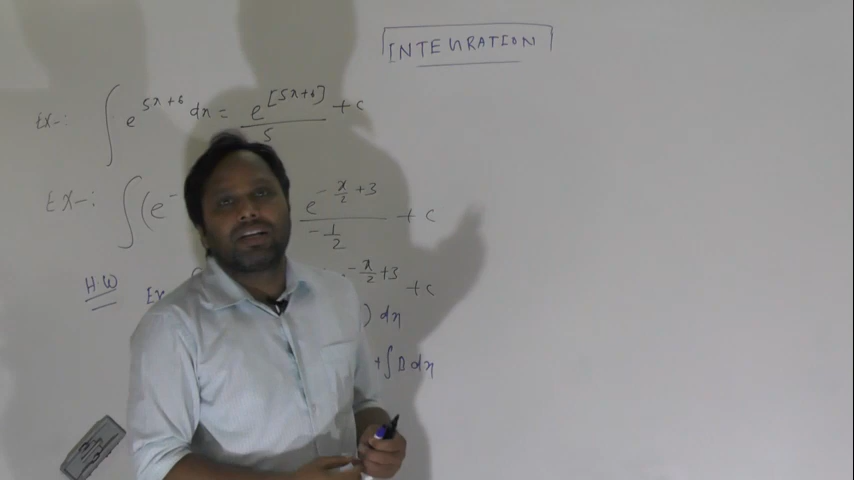 INTEGRATION
Ex-: ∫ e^{5x+6} dx = e^{[5x+6]}/5 + c
Ex-: ∫(e^- e^{-x/2+3}/(-1/2) + c
-x/2+3 + c
HW Ex ) dx
+∫ dx